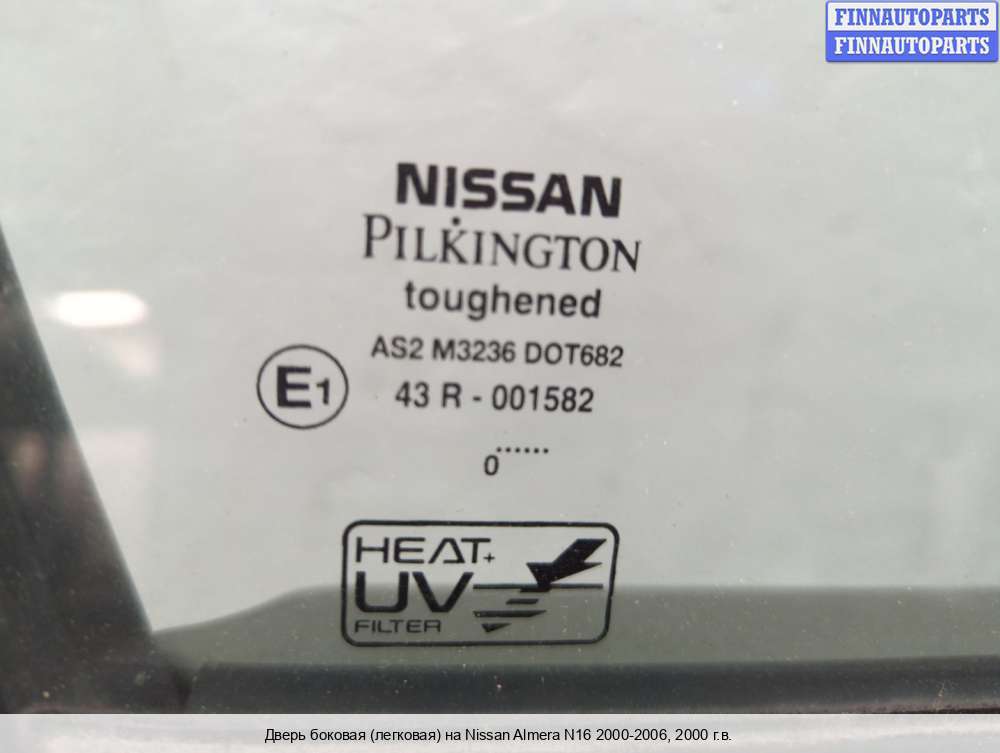 FINNAUTOPARTS
FINNAUTOPARTS
NISSAN
PILKINGTON
toughened
AS2 M3236 DOT682
E1
43 R - 001582
0......
HEAT+
UV
FILTER
Дверь боковая (легковая) на Nissan Almera N16 2000-2006, 2000 г.в.